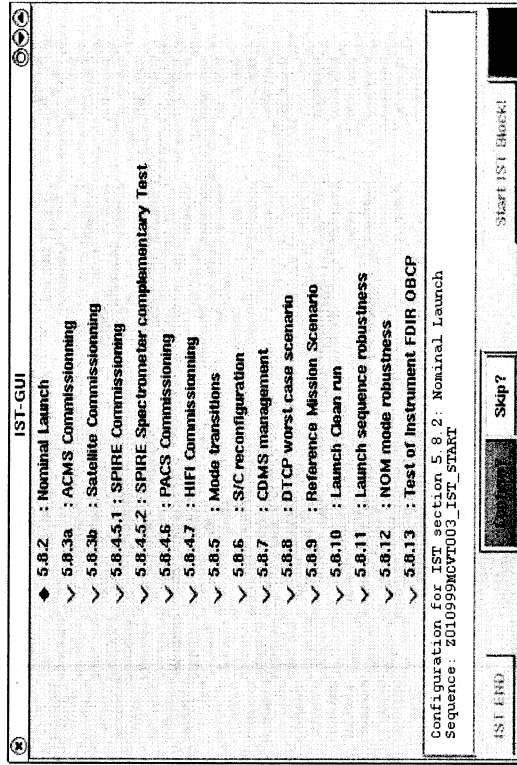 IST-GUI
5.8.2 : Nominal Launch
5.8.3a : ACMS Commissionning
5.8.3b : Satellite Commissionning
5.8.4.5.1 : SPIRE Commissioning
5.8.4.5.2 : SPIRE Spectrometer complementary Test
5.8.4.6 : PACS Commissioning
5.8.4.7 : HIFI Commissionning
5.8.5 : Mode transitions
5.8.6 : S/C reconfiguration
5.8.7 : CDMS management
5.8.8 : DTCP worst case scenario
5.8.9 : Reference Mission Scenario
5.8.10 : Launch Clean run
5.8.11 : Launch sequence robustness
5.8.12 : NOM mode robustness
5.8.13 : Test of Instrument FDIR OBCP
Configuration for IST section 5.8.2: Nominal Launch
Sequence: Z010999MCVT003_IST_START
IST END Skip? Start IST Block!